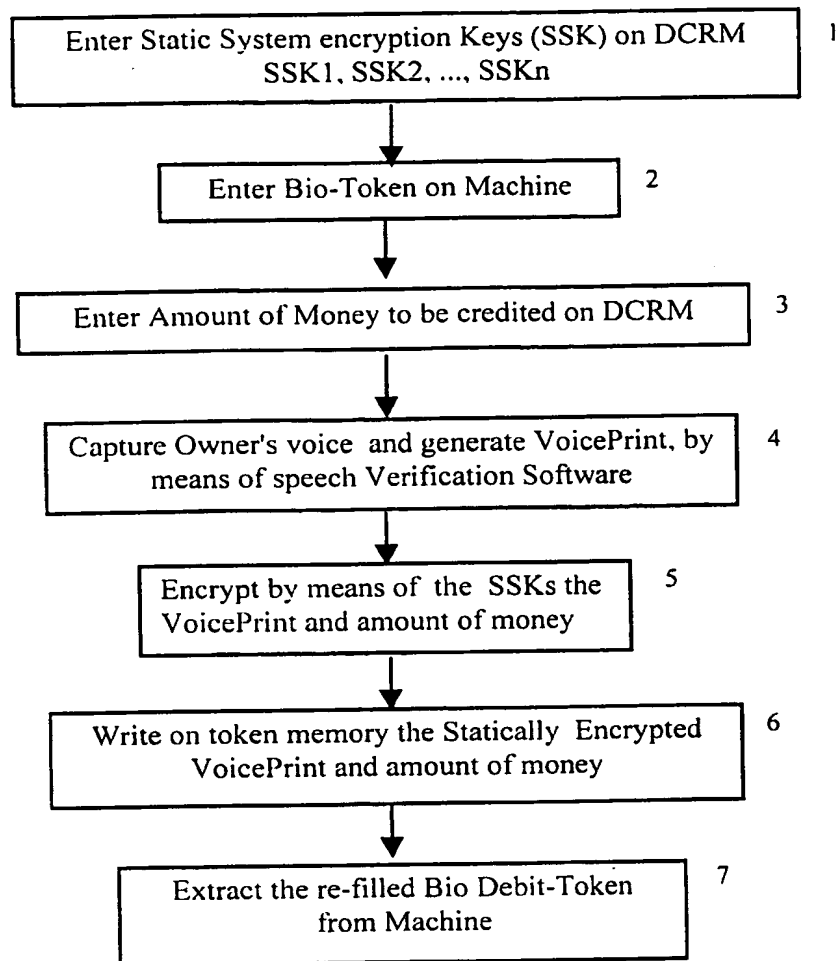 Enter Static System encryption Keys (SSK) on DCRM
SSK1, SSK2, ..., SSKn
1
Enter Bio-Token on Machine
2
Enter Amount of Money to be credited on DCRM
3
Capture Owner's voice and generate VoicePrint, by
means of speech Verification Software
4
Encrypt by means of the SSKs the
VoicePrint and amount of money
5
Write on token memory the Statically Encrypted
VoicePrint and amount of money
6
Extract the re-filled Bio Debit-Token
from Machine
7